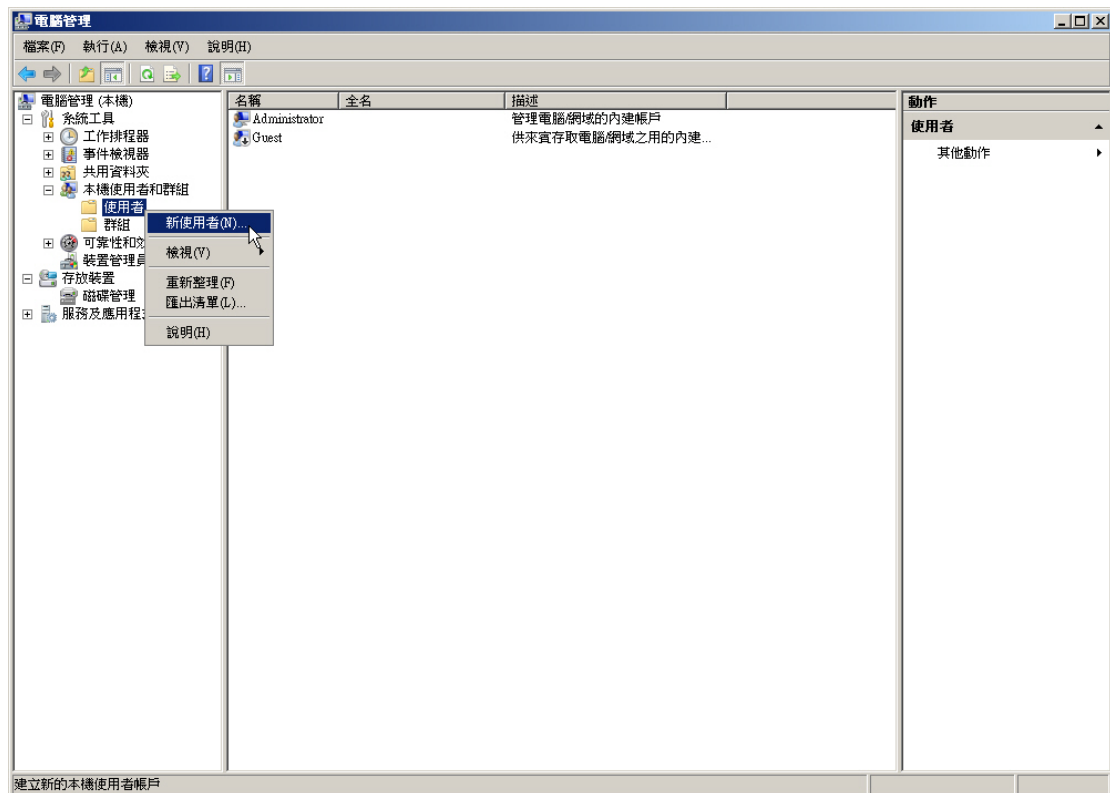 電腦管理
檔案(F) 執行(A) 檢視(V) 說明(H)
電腦管理 (本機)
系統工具
工作排程器
事件檢視器
共用資料夾
本機使用者和群組
使用者
群組
可靠性和效
裝置管理員
存放裝置
磁碟管理
服務及應用程
新使用者(N)...
檢視(V)
重新整理(F)
匯出清單(L)...
說明(H)
名稱 全名 描述
Administrator 管理電腦/網域的內建帳戶
Guest 供來賓存取電腦/網域之用的內建...
動作
使用者
其他動作
建立新的本機使用者帳戶